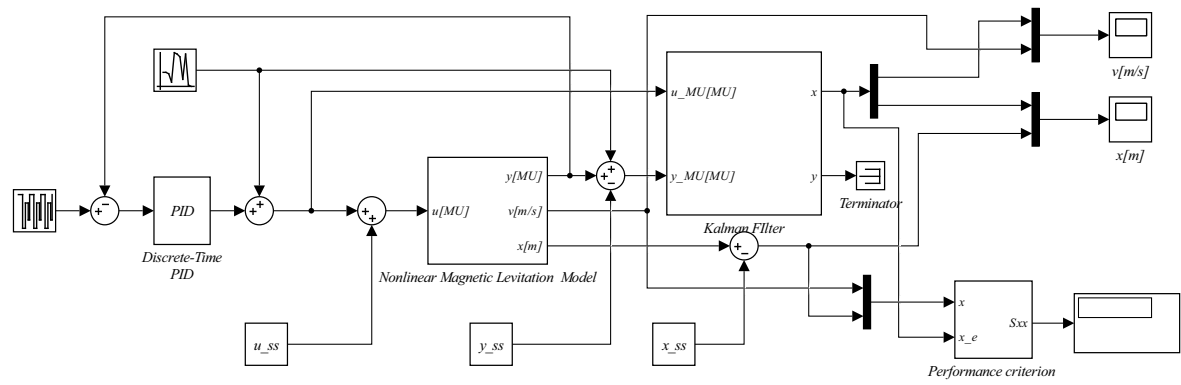 v[m/s]
u_MU[MU]
x
x[m]
y[MU]
y_MU[MU]
y
PID
Terminator
u[MU]
v[m/s]
Kalman FIlter
x[m]
Discrete-Time
PID
Nonlinear Magnetic Levitation Model
x
Sxx
u_ss
y_ss
x_ss
x_e
Performance criterion